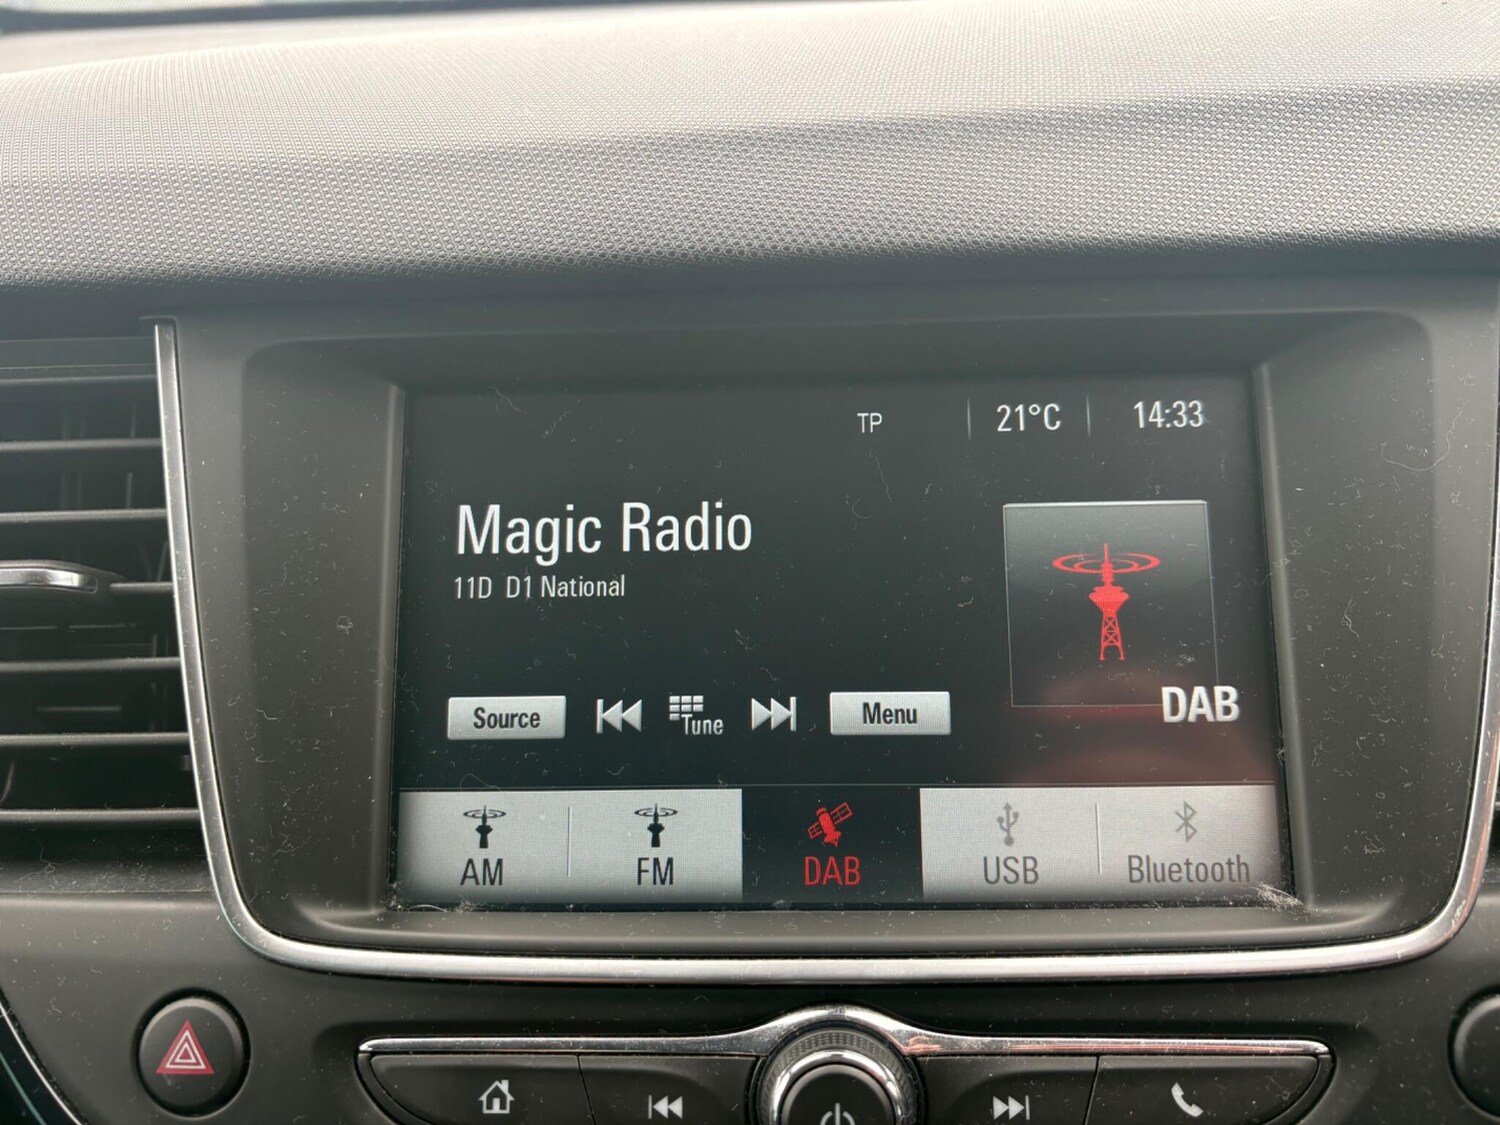 TP 21°C 14:33
Magic Radio
11D D1 National
Source Tune Menu
DAB
AM FM DAB USB Bluetooth